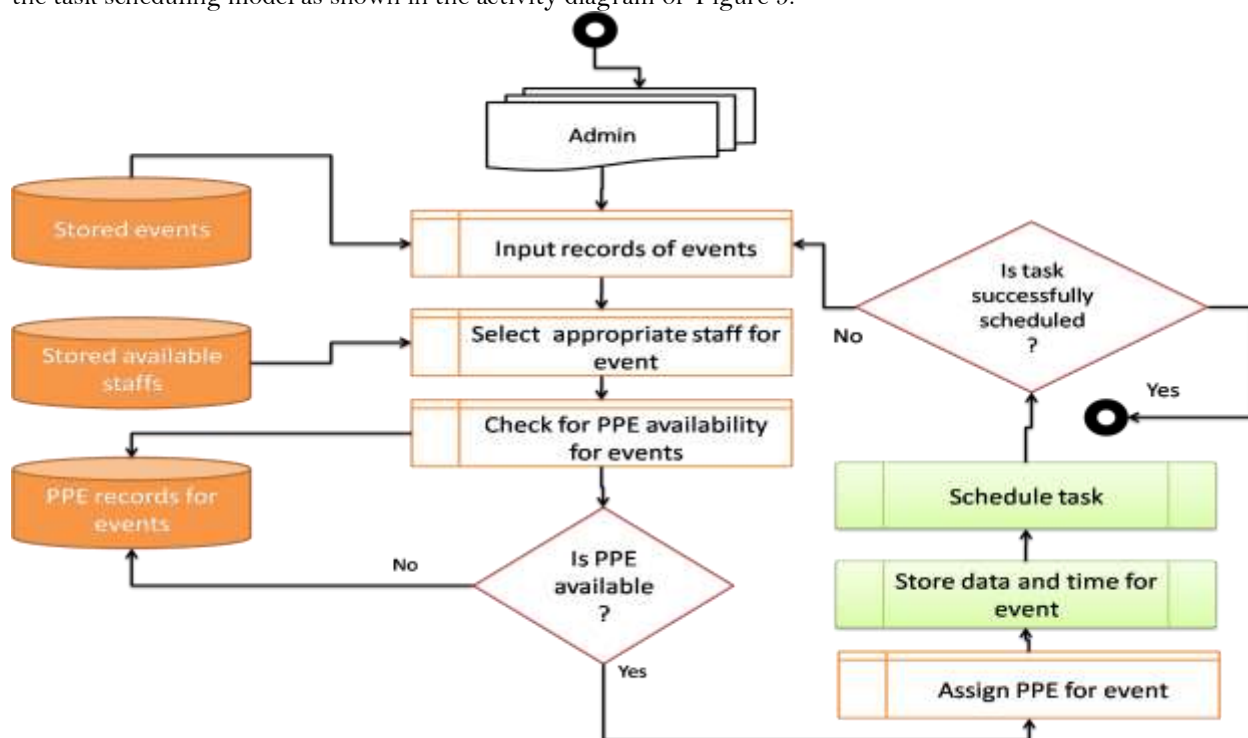 the task scheduling model as shown in the activity diagram of Figure 3.
Admin
Stored events
Input records of events
Is task
successfully
scheduled
?
No
Yes
Stored available
staffs
Select appropriate staff for
event
Check for PPE availability
for events
PPE records for
events
Schedule task
No
Is PPE
available
?
Yes
Store data and time for
event
Assign PPE for event